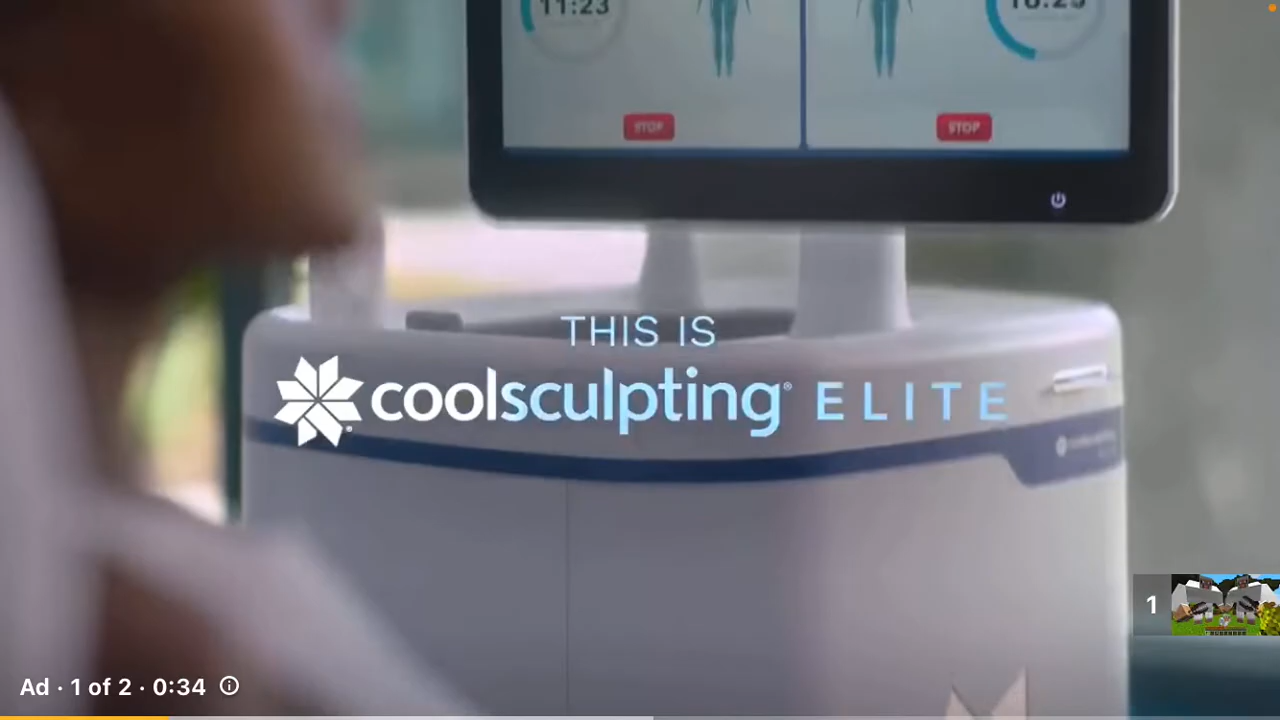 11:23
STOP
STOP
THIS IS
coolsculpting® ELITE
1
Ad · 1 of 2 · 0:34